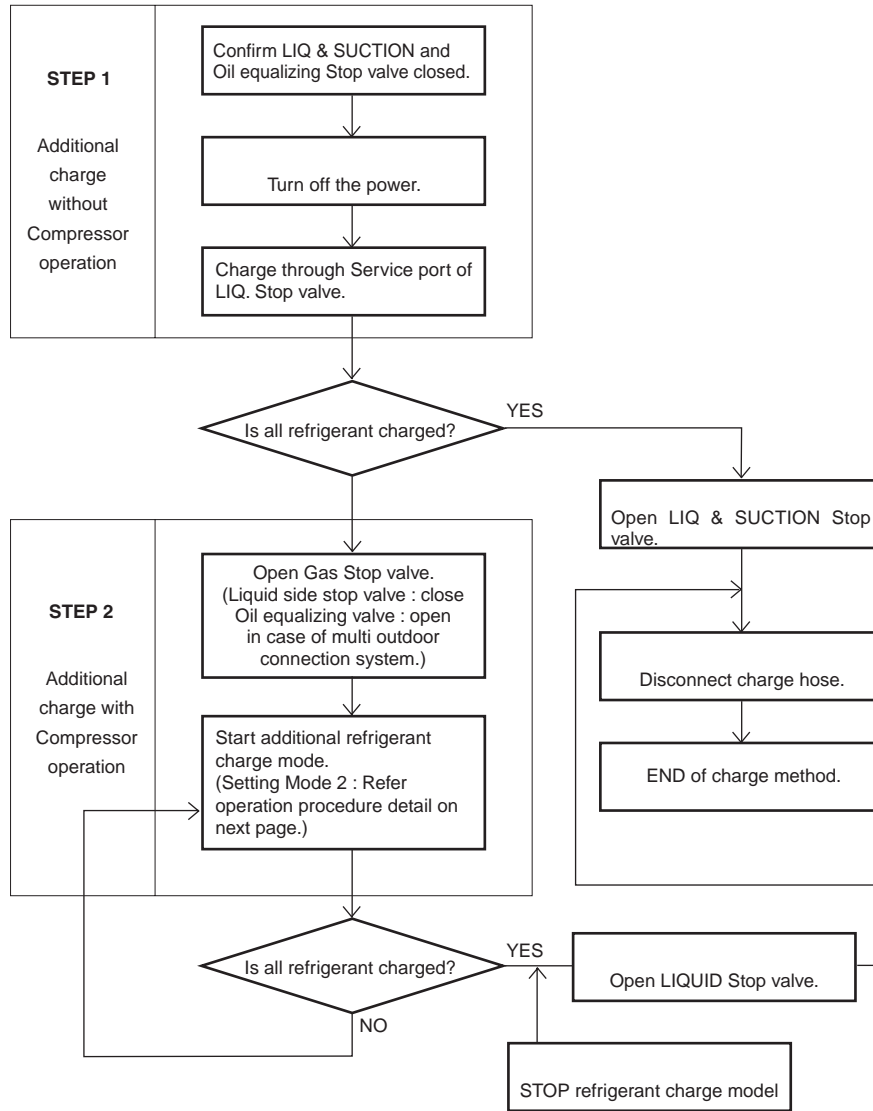 STEP 1
Additional
charge
without
Compressor
operation
Confirm LIQ & SUCTION and
Oil equalizing Stop valve closed.
Turn off the power.
Charge through Service port of
LIQ. Stop valve.
Is all refrigerant charged?
YES
Open LIQ & SUCTION Stop
valve.
Disconnect charge hose.
END of charge method.
STEP 2
Additional
charge with
Compressor
operation
Open Gas Stop valve.
(Liquid side stop valve : close
Oil equalizing valve : open
in case of multi outdoor
connection system.)
Start additional refrigerant
charge mode.
(Setting Mode 2 : Refer
operation procedure detail on
next page.)
Is all refrigerant charged?
YES
NO
Open LIQUID Stop valve.
STOP refrigerant charge model